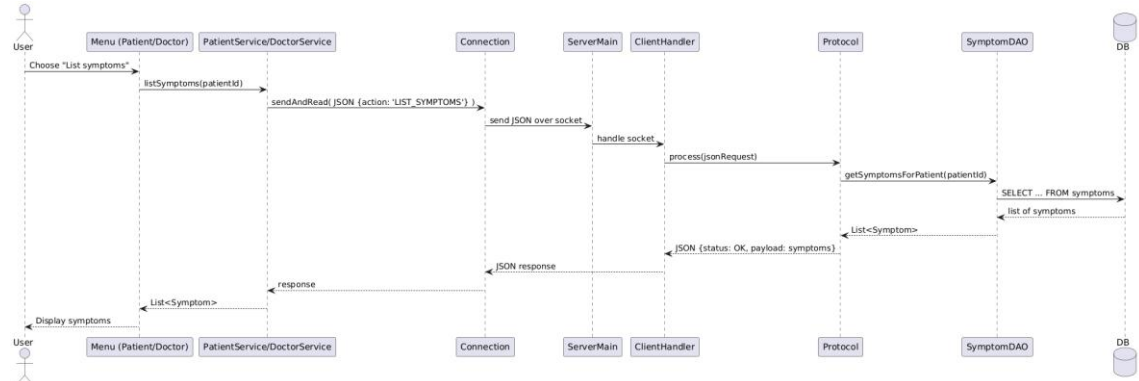 User
Menu (Patient/Doctor)
PatientService/DoctorService
Connection
ServerMain
ClientHandler
Protocol
SymptomDAO
DB
Choose "List symptoms"
listSymptoms(patientId)
sendAndRead( JSON {action: 'LIST_SYMPTOMS'} )
send JSON over socket
handle socket
process(jsonRequest)
getSymptomsForPatient(patientId)
SELECT ... FROM symptoms
list of symptoms
List<Symptom>
JSON {status: OK, payload: symptoms}
JSON response
response
List<Symptom>
Display symptoms
User
Menu (Patient/Doctor)
PatientService/DoctorService
Connection
ServerMain
ClientHandler
Protocol
SymptomDAO
DB